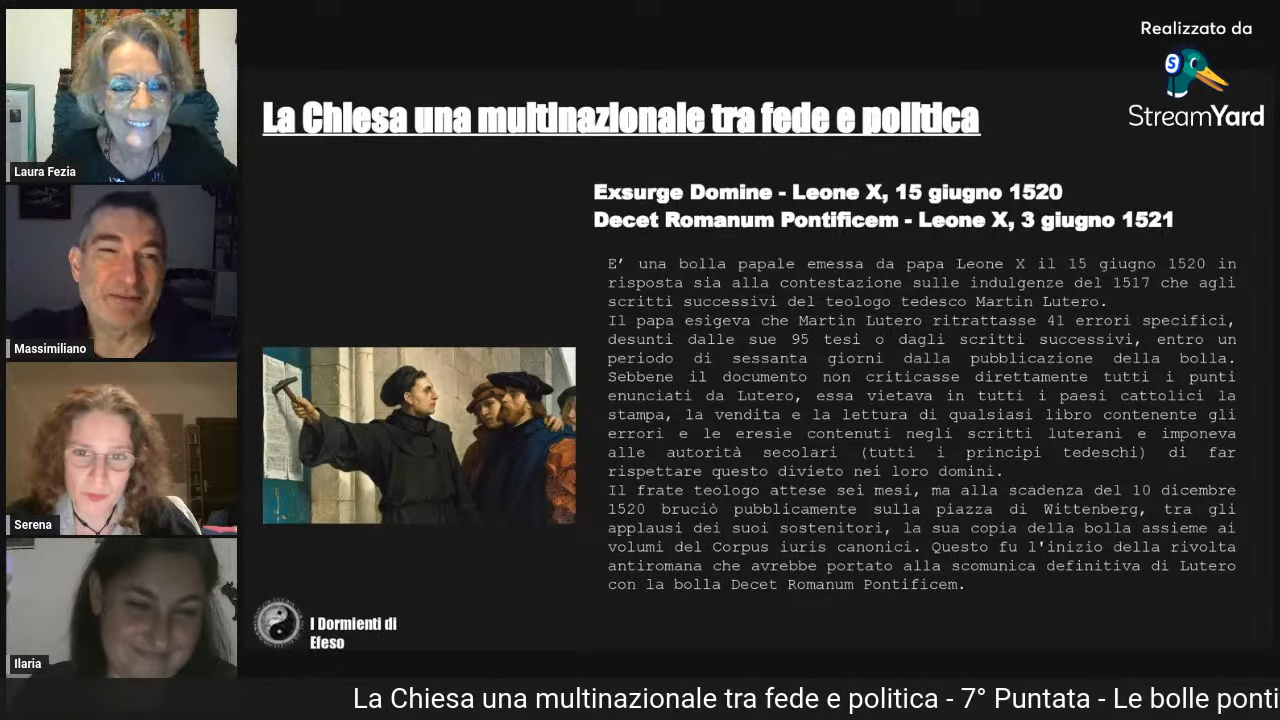 Realizzato da
StreamYard
La Chiesa una multinazionale tra fede e politica
Exsurge Domine - Leone X, 15 giugno 1520
Decet Romanum Pontificem - Leone X, 3 giugno 1521
E’ una bolla papale emessa da papa Leone X il 15 giugno 1520 in
risposta sia alla contestazione sulle indulgenze del 1517 che agli
scritti successivi del teologo tedesco Martin Lutero.
Il papa esigeva che Martin Lutero ritrattasse 41 errori specifici,
desunti dalle sue 95 tesi o dagli scritti successivi, entro un
periodo di sessanta giorni dalla pubblicazione della bolla.
Sebbene il documento non criticasse direttamente tutti i punti
enunciati da Lutero, essa vietava in tutti i paesi cattolici la
stampa, la vendita e la lettura di qualsiasi libro contenente gli
errori e le eresie contenuti negli scritti luterani e imponeva
alle autorità secolari (tutti i principi tedeschi) di far
rispettare questo divieto nei loro domini.
Il frate teologo attese sei mesi, ma alla scadenza del 10 dicembre
1520 bruciò pubblicamente sulla piazza di Wittenberg, tra gli
applausi dei suoi sostenitori, la sua copia della bolla assieme ai
volumi del Corpus iuris canonici. Questo fu l'inizio della rivolta
antiromana che avrebbe portato alla scomunica definitiva di Lutero
con la bolla Decet Romanum Pontificem.
Laura Fezia
Massimiliano
Serena
Ilaria
I Dormienti di
Efeso
La Chiesa una multinazionale tra fede e politica - 7° Puntata - Le bolle ponti